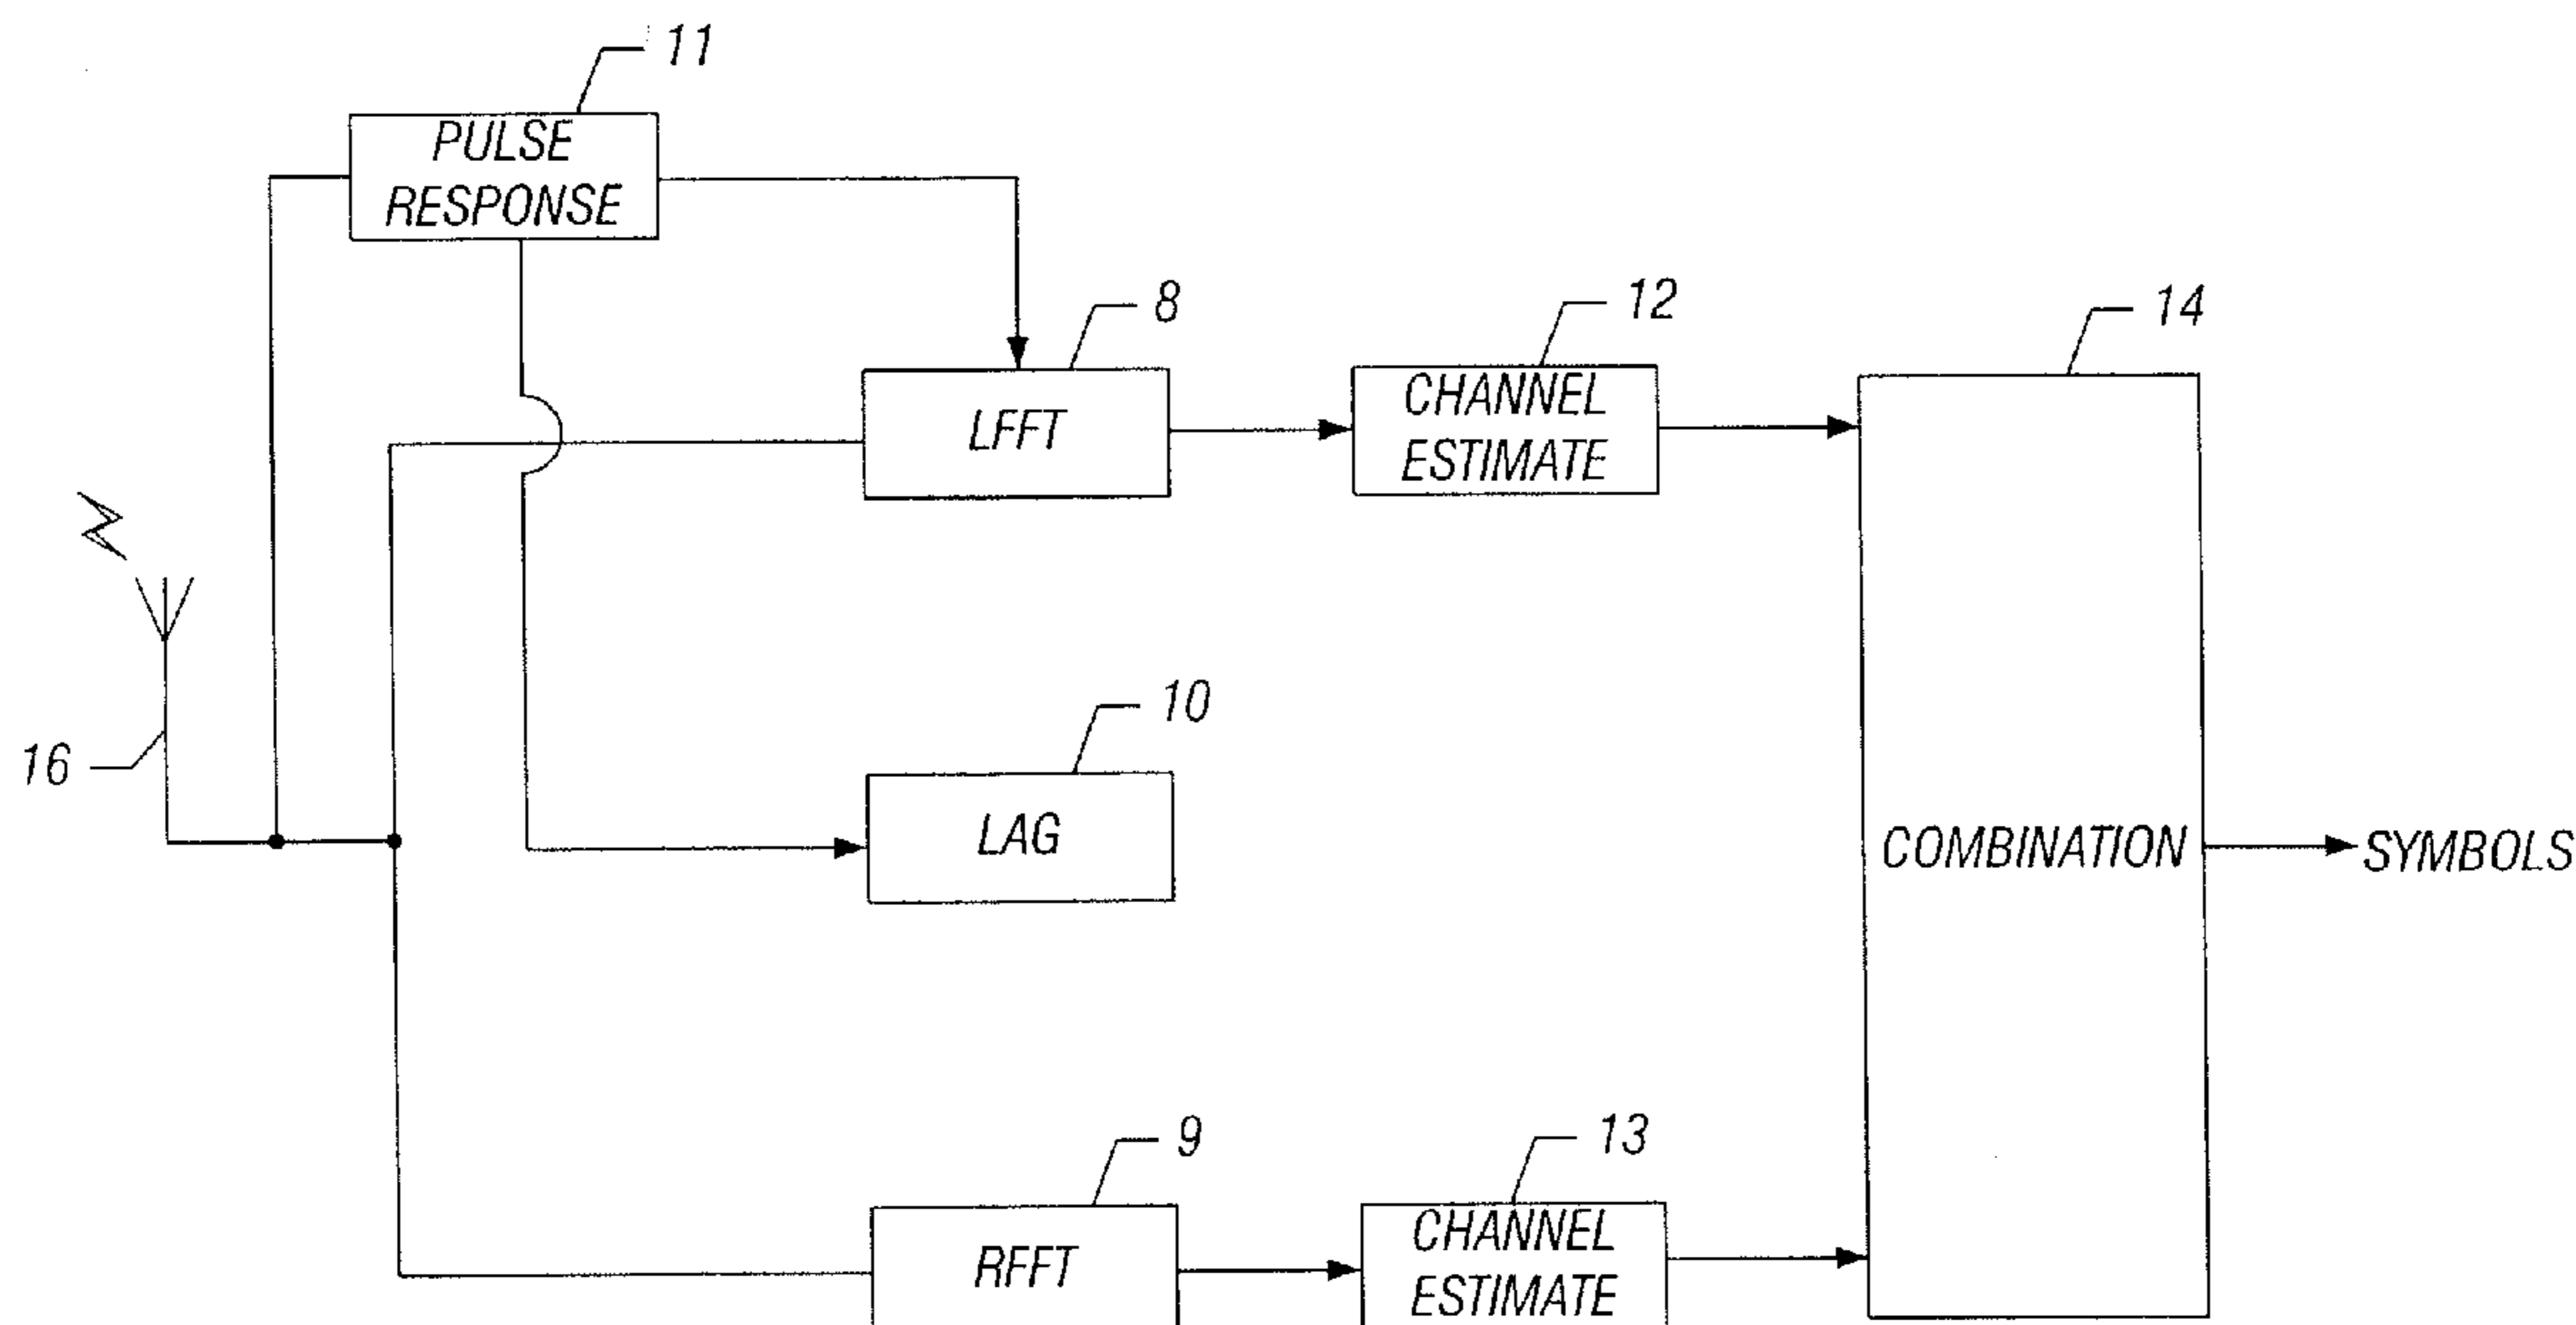 11
PULSE
RESPONSE
8
12
14
LFFT
CHANNEL
ESTIMATE
10
16
LAG
COMBINATION
SYMBOLS
9
13
RFFT
CHANNEL
ESTIMATE